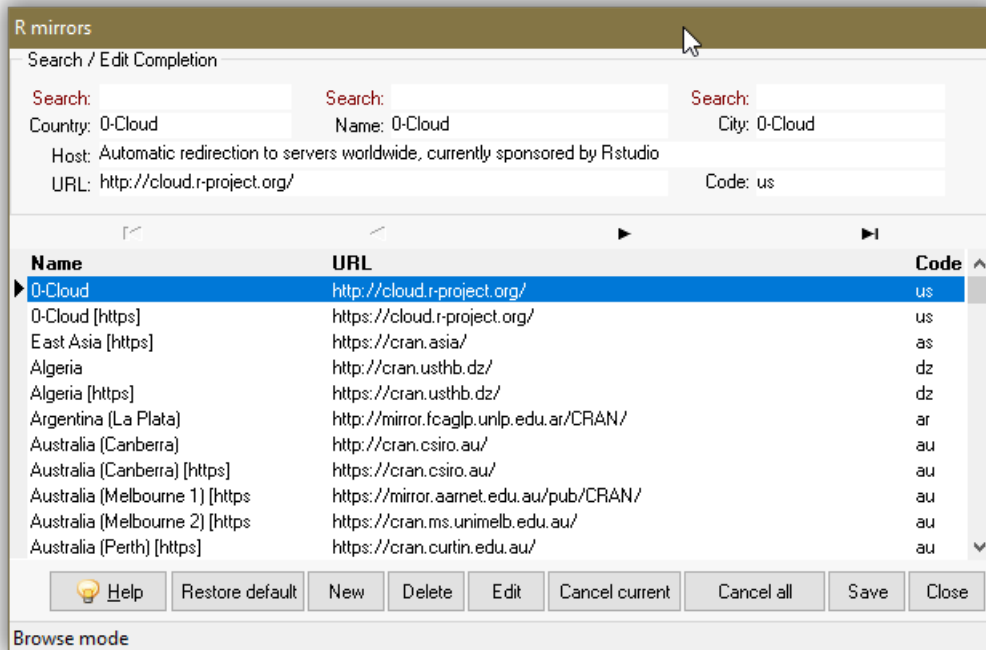 R mirrors
Search / Edit Completion
Search: Search: Search:
Country: 0-Cloud Name: 0-Cloud City: 0-Cloud
Host: Automatic redirection to servers worldwide, currently sponsored by Rstudio
URL: http://cloud.r-project.org/ Code: us
Name URL Code
0-Cloud http://cloud.r-project.org/ us
0-Cloud [https] https://cloud.r-project.org/ us
East Asia [https] https://cran.asia/ as
Algeria http://cran.usthb.dz/ dz
Algeria [https] https://cran.usthb.dz/ dz
Argentina (La Plata) http://mirror.fcaglp.unlp.edu.ar/CRAN/ ar
Australia (Canberra) http://cran.csiro.au/ au
Australia (Canberra) [https] https://cran.csiro.au/ au
Australia (Melbourne 1) [https https://mirror.aarnet.edu.au/pub/CRAN/ au
Australia (Melbourne 2) [https https://cran.ms.unimelb.edu.au/ au
Australia (Perth) [https] https://cran.curtin.edu.au/ au
Help Restore default New Delete Edit Cancel current Cancel all Save Close
Browse mode